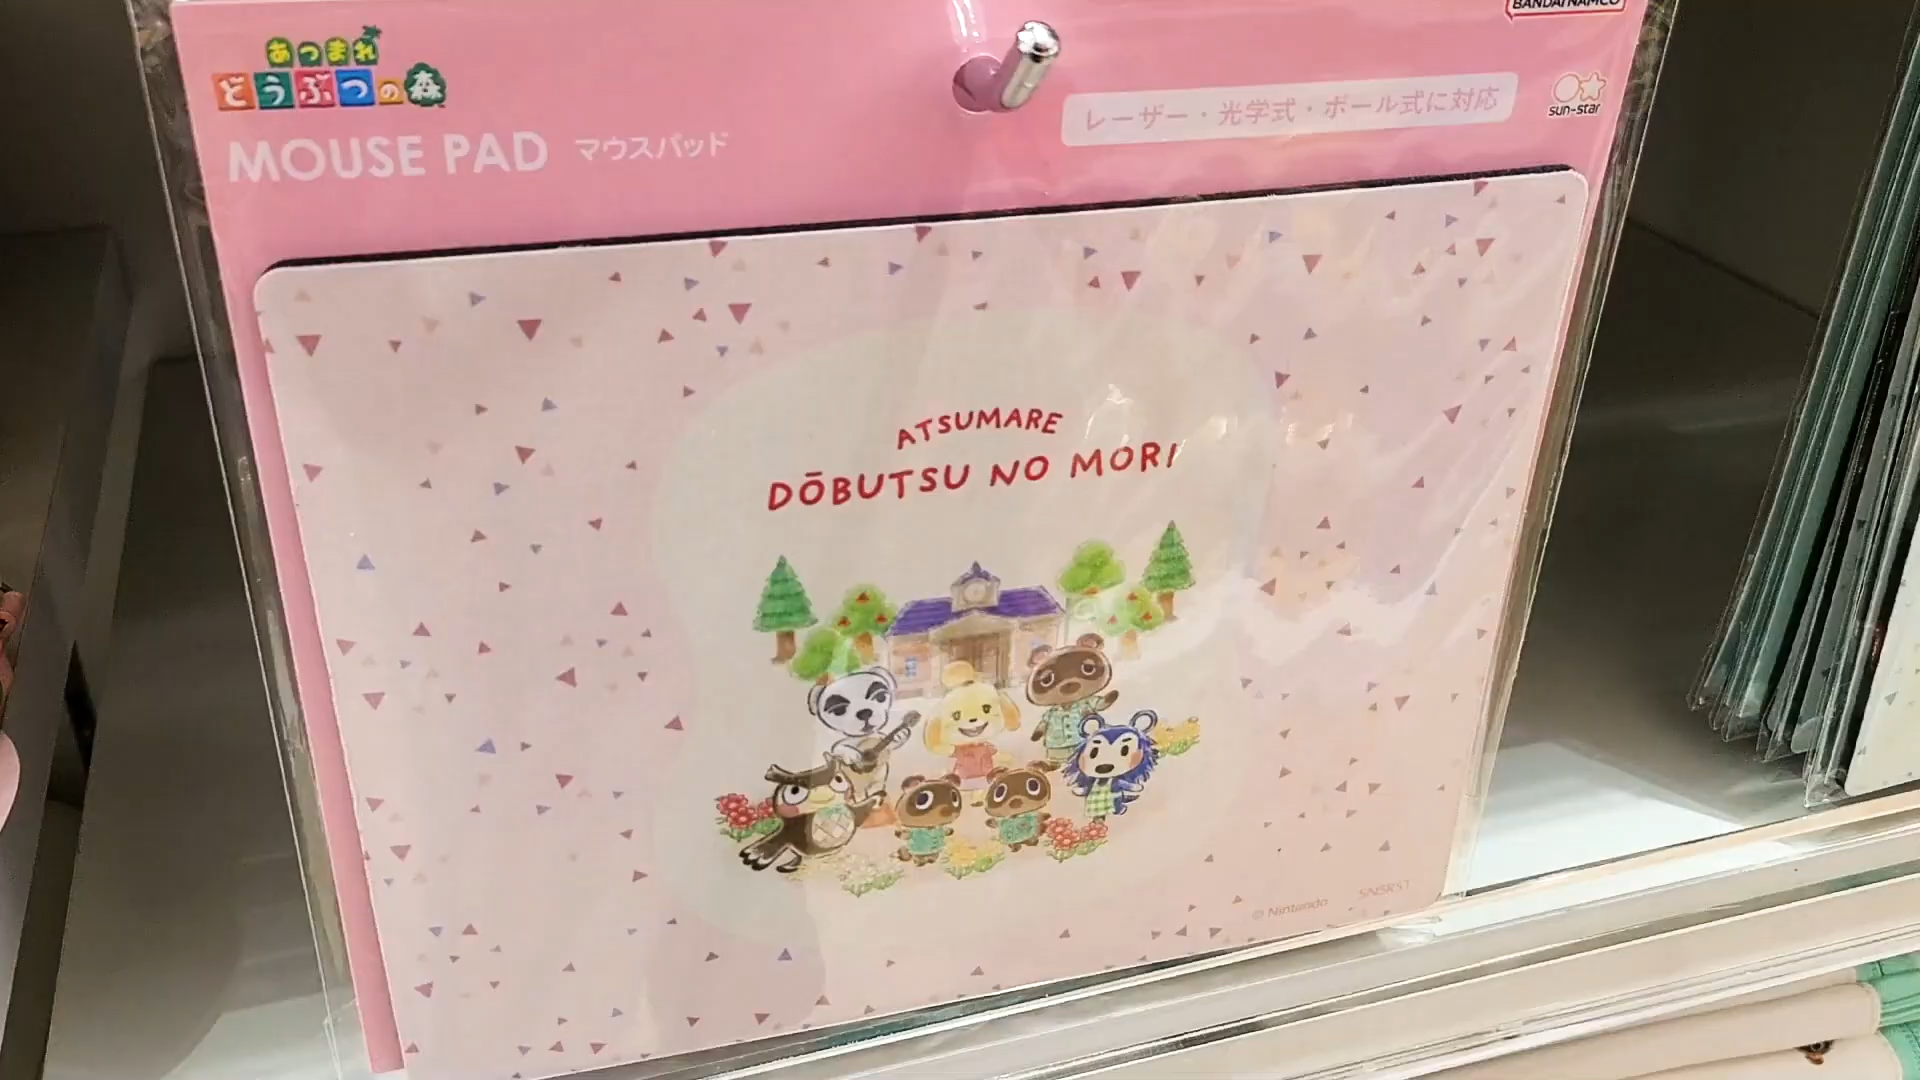 BANDAI NAMCO
あつまれ
どうぶつの森
レーザー・光学式・ボール式に対応
sun-star
MOUSE PAD マウスパッド
ATSUMARE
DŌBUTSU NO MORI
© Nintendo SNSRST